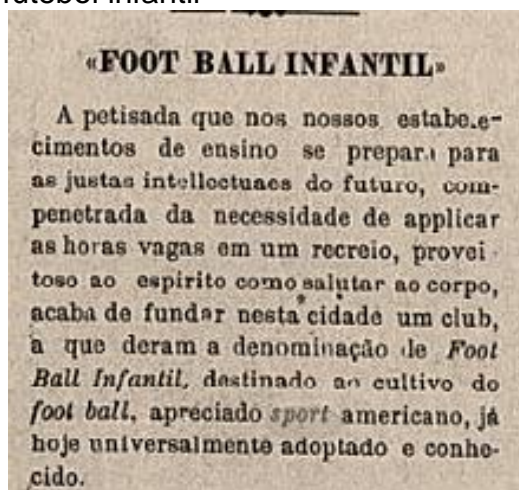 futebol infantil
«FOOT BALL INFANTIL»
A petisada que nos nossos estabe.e-
cimentos de ensino se prepara para
as justas intellectuaes do futuro, com-
penetrada da necessidade de applicar
as horas vagas em um recreio, provei-
toso ao espirito como salutar ao corpo,
acaba de fundar nesta cidade um club,
a que deram a denominação de Foot
Ball Infantil, destinado ao cultivo do
foot ball, apreciado sport americano, já
hoje universalmente adoptado e conhe-
cido.